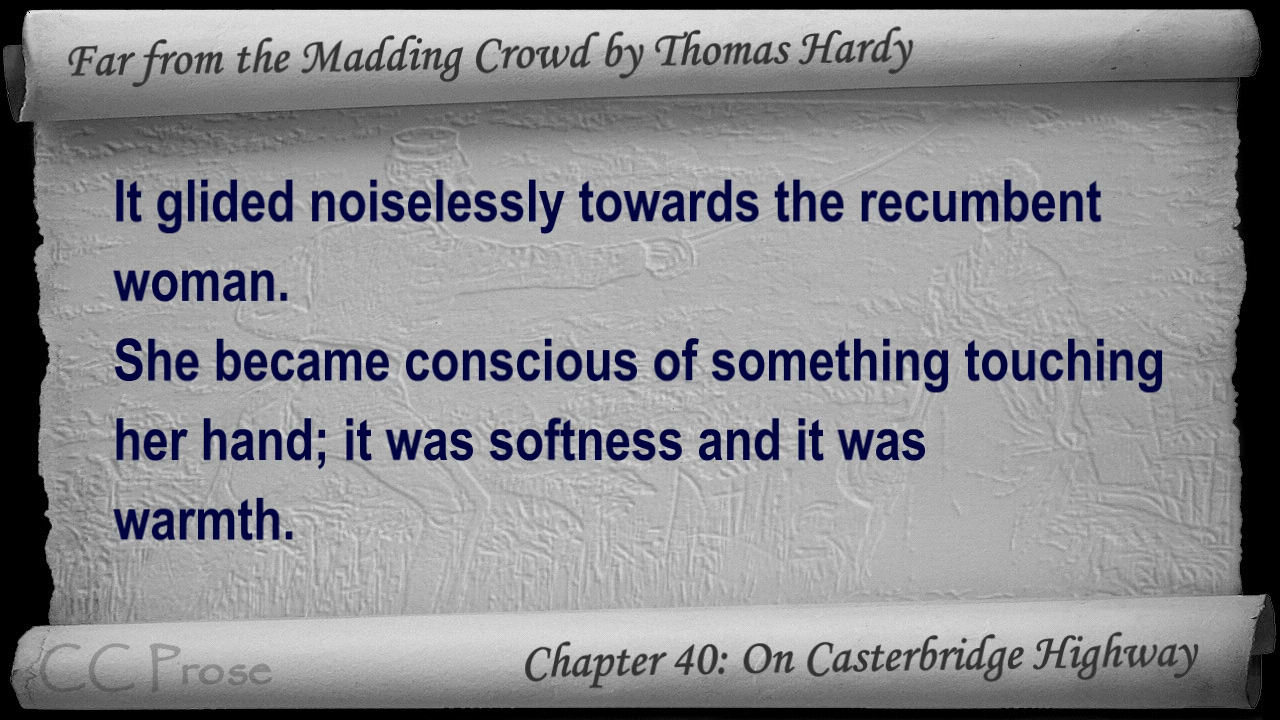 Far from the Madding Crowd by Thomas Hardy
It glided noiselessly towards the recumbent
woman.
She became conscious of something touching
her hand; it was softness and it was
warmth.
CC Prose
Chapter 40: On Casterbridge Highway